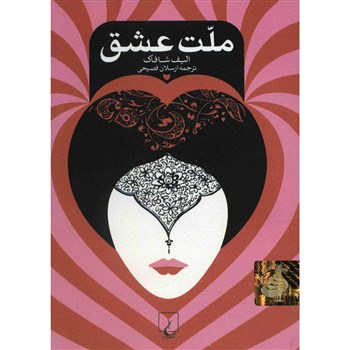 ملّت عشق
الیف شافاک
ترجمه ارسلان فصیحی